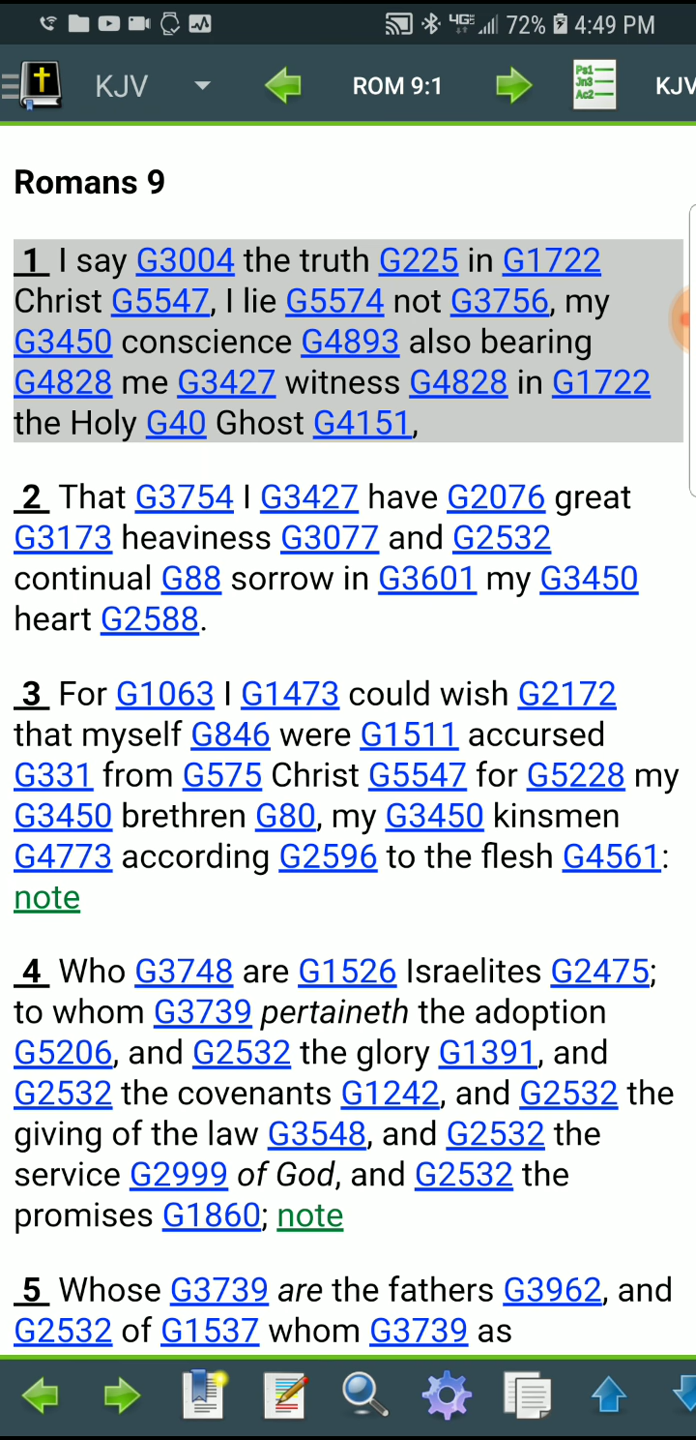 4GE 72% 4:49 PM
KJV ROM 9:1 Ps1 Jn3 Ac2 KJV
Romans 9
1 I say G3004 the truth G225 in G1722
Christ G5547, I lie G5574 not G3756, my
G3450 conscience G4893 also bearing
G4828 me G3427 witness G4828 in G1722
the Holy G40 Ghost G4151,
2 That G3754 I G3427 have G2076 great
G3173 heaviness G3077 and G2532
continual G88 sorrow in G3601 my G3450
heart G2588.
3 For G1063 I G1473 could wish G2172
that myself G846 were G1511 accursed
G331 from G575 Christ G5547 for G5228 my
G3450 brethren G80, my G3450 kinsmen
G4773 according G2596 to the flesh G4561:
note
4 Who G3748 are G1526 Israelites G2475;
to whom G3739 pertaineth the adoption
G5206, and G2532 the glory G1391, and
G2532 the covenants G1242, and G2532 the
giving of the law G3548, and G2532 the
service G2999 of God, and G2532 the
promises G1860; note
5 Whose G3739 are the fathers G3962, and
G2532 of G1537 whom G3739 as